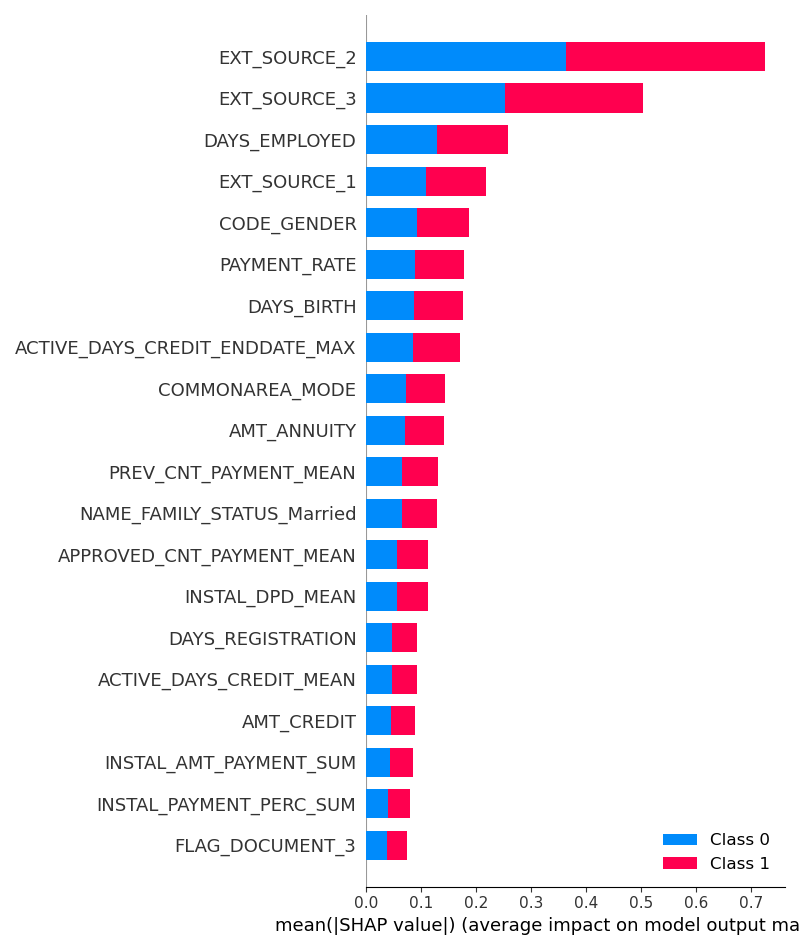 EXT_SOURCE_2
EXT_SOURCE_3
DAYS_EMPLOYED
EXT_SOURCE_1
CODE_GENDER
PAYMENT_RATE
DAYS_BIRTH
ACTIVE_DAYS_CREDIT_ENDDATE_MAX
COMMONAREA_MODE
AMT_ANNUITY
PREV_CNT_PAYMENT_MEAN
NAME_FAMILY_STATUS_Married
APPROVED_CNT_PAYMENT_MEAN
INSTAL_DPD_MEAN
DAYS_REGISTRATION
ACTIVE_DAYS_CREDIT_MEAN
AMT_CREDIT
INSTAL_AMT_PAYMENT_SUM
INSTAL_PAYMENT_PERC_SUM
FLAG_DOCUMENT_3
Class 0
Class 1
0.0 0.1 0.2 0.3 0.4 0.5 0.6 0.7
mean(|SHAP value|) (average impact on model output ma